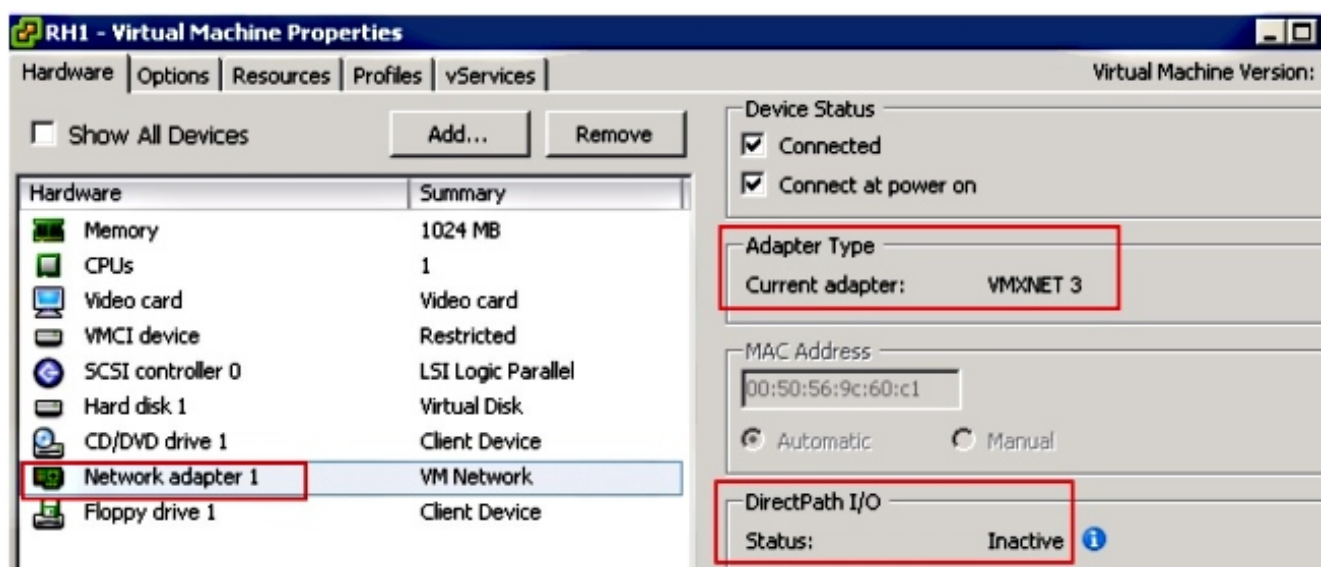 RH1 - Virtual Machine Properties
Hardware Options Resources Profiles vServices
Virtual Machine Version:
Show All Devices
Add...
Remove
Hardware Summary
Memory 1024 MB
CPUs 1
Video card Video card
VMCI device Restricted
SCSI controller 0 LSI Logic Parallel
Hard disk 1 Virtual Disk
CD/DVD drive 1 Client Device
Network adapter 1 VM Network
Floppy drive 1 Client Device
Device Status
Connected
Connect at power on
Adapter Type
Current adapter: VMXNET 3
MAC Address
00:50:56:9c:60:c1
Automatic Manual
DirectPath I/O
Status: Inactive